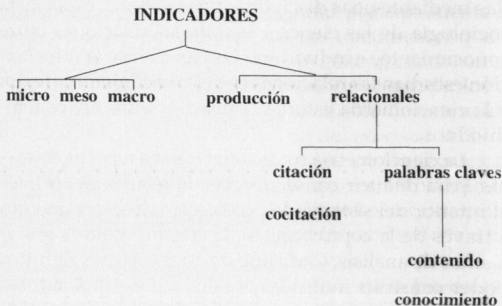 INDICADORES
micro meso macro producción relacionales
citación palabras claves
cocitación
contenido
conocimiento